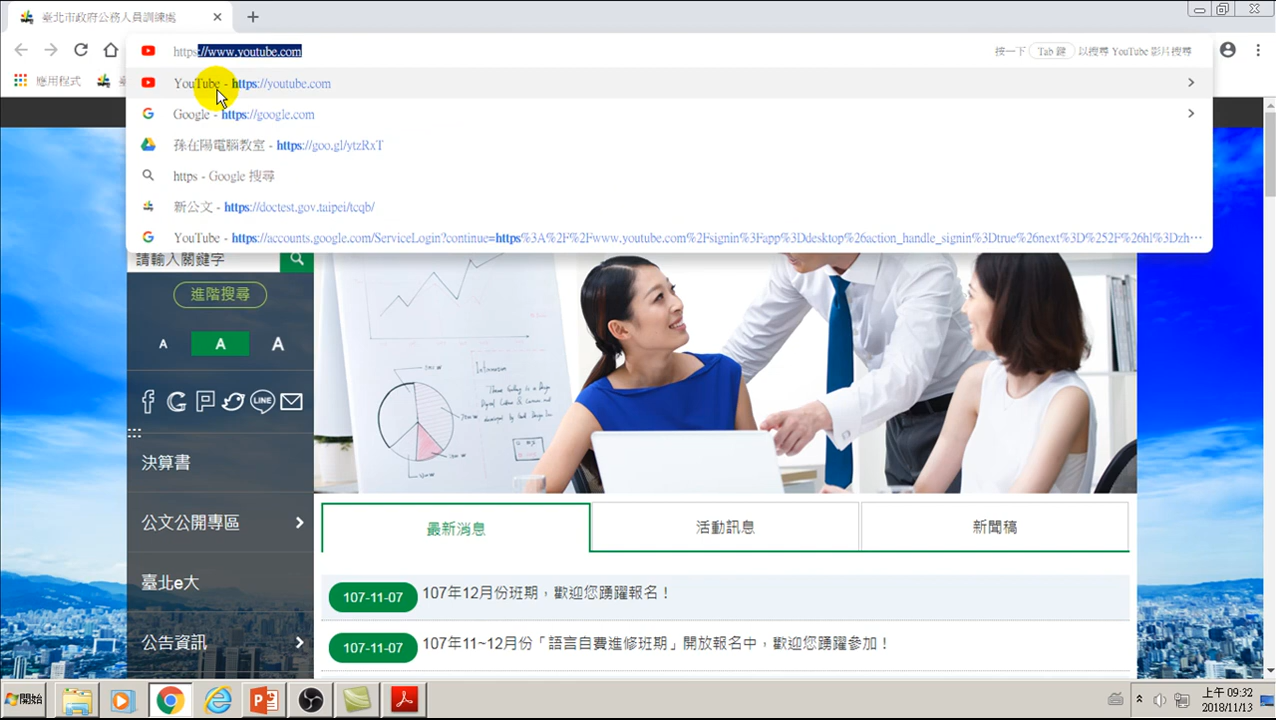 臺北市政府公務人員訓練處
https://www.youtube.com
按一下 Tab 鍵 以搜尋 YouTube 影片搜尋
應用程式
YouTube - https://youtube.com
Google - https://google.com
孫在陽電腦教室 - https://goo.gl/ytzRxT
https - Google 搜尋
新公文 - https://doctest.gov.taipei/tcqb/
YouTube - https://accounts.google.com/ServiceLogin?continue=https%3A%2F%2Fwww.youtube.com%2Fsignin%3Fapp%3Ddesktop%26action_handle_signin%3Dtrue%26next%3D%252F%26hl%3Dzh…
請輸入關鍵字
進階搜尋
A A A
LINE
決算書
公文公開專區
臺北e大
公告資訊
最新消息 活動訊息 新聞稿
107-11-07 107年12月份班期，歡迎您踴躍報名！
107-11-07 107年11~12月份「語言自費進修班期」開放報名中，歡迎您踴躍參加！
開始
上午 09:32
2018/11/13